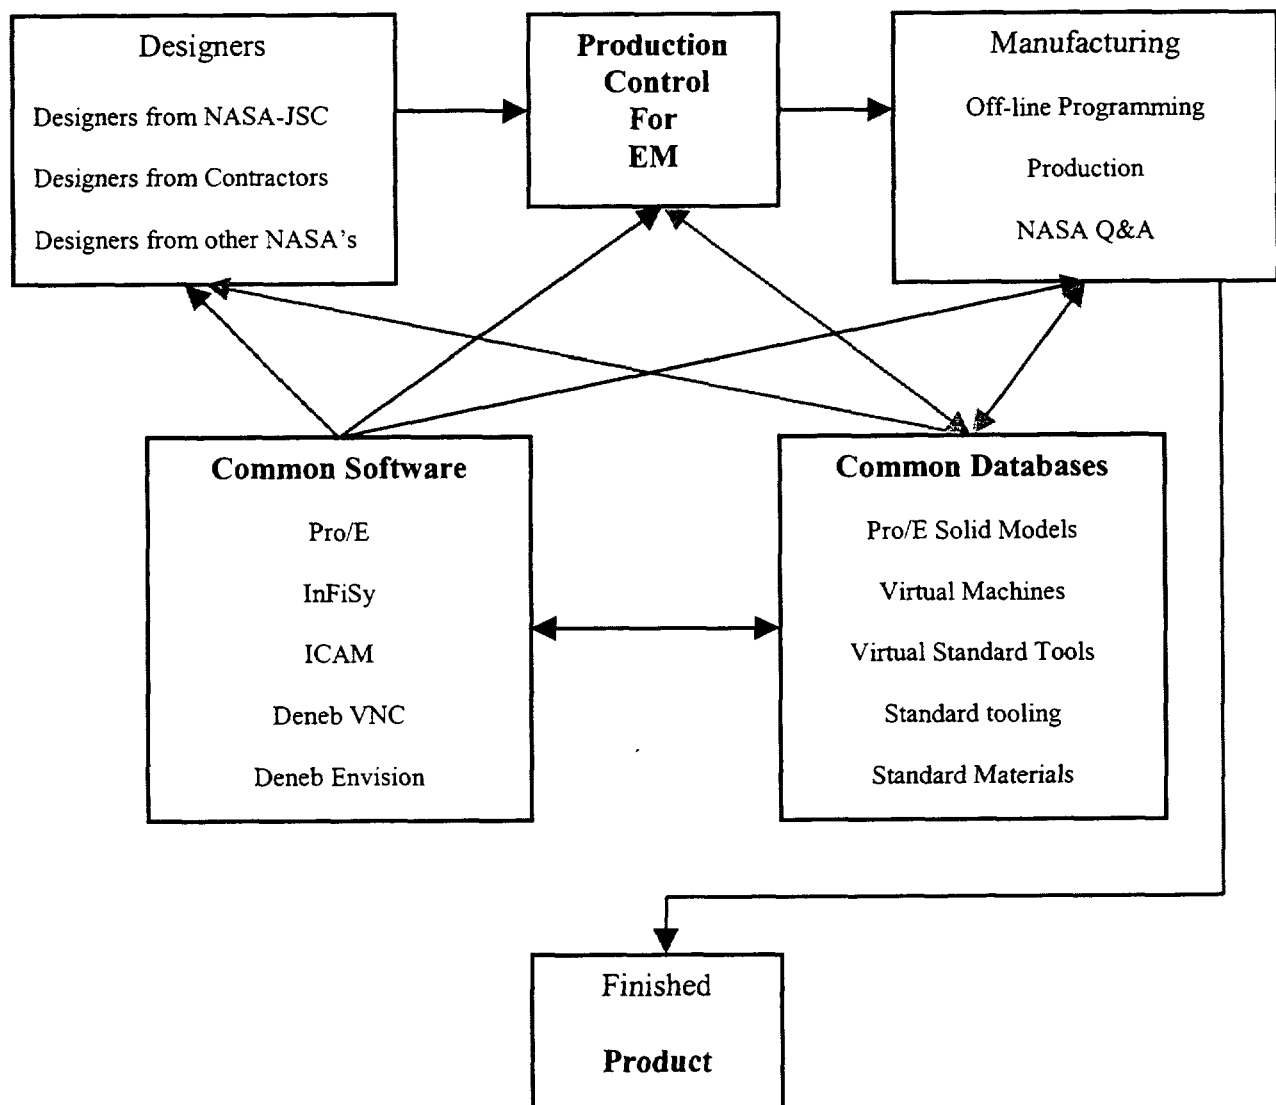 Designers
Designers from NASA-JSC
Designers from Contractors
Designers from other NASA's
Production
Control
For
EM
Manufacturing
Off-line Programming
Production
NASA Q&A
Common Software
Pro/E
InFiSy
ICAM
Deneb VNC
Deneb Envision
Common Databases
Pro/E Solid Models
Virtual Machines
Virtual Standard Tools
Standard tooling
Standard Materials
Finished
Product